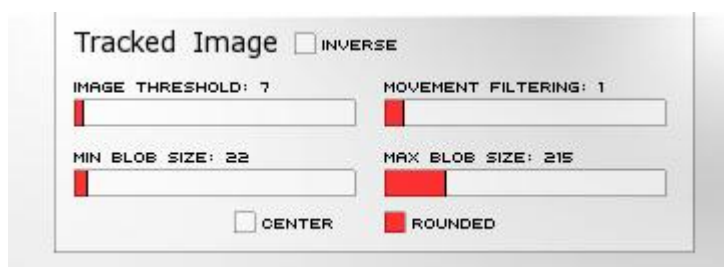 Tracked Image INVERSE
IMAGE THRESHOLD: 7 MOVEMENT FILTERING: 1
MIN BLOB SIZE: 22 MAX BLOB SIZE: 215
CENTER ROUNDED